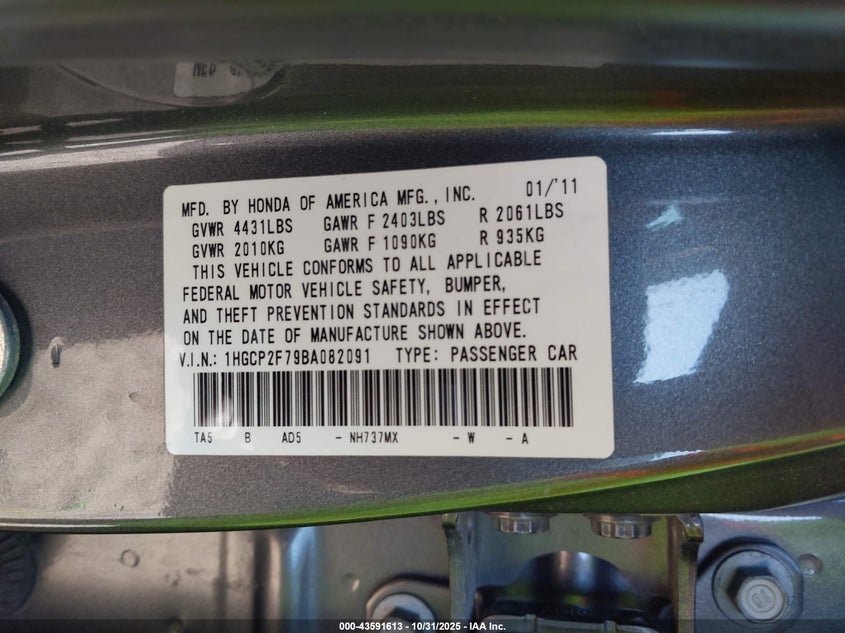 MFD. BY HONDA OF AMERICA MFG., INC. 01/'11
GVWR 4431LBS GAWR F 2403LBS R 2061LBS
GVWR 2010KG GAWR F 1090KG R 935KG
THIS VEHICLE CONFORMS TO ALL APPLICABLE
FEDERAL MOTOR VEHICLE SAFETY, BUMPER,
AND THEFT PREVENTION STANDARDS IN EFFECT
ON THE DATE OF MANUFACTURE SHOWN ABOVE.
V.I.N.: 1HGCP2F79BA082091 TYPE: PASSENGER CAR
TA5 B AD5 - NH737MX - W - A
000-43591613 - 10/31/2025 - IAA Inc.